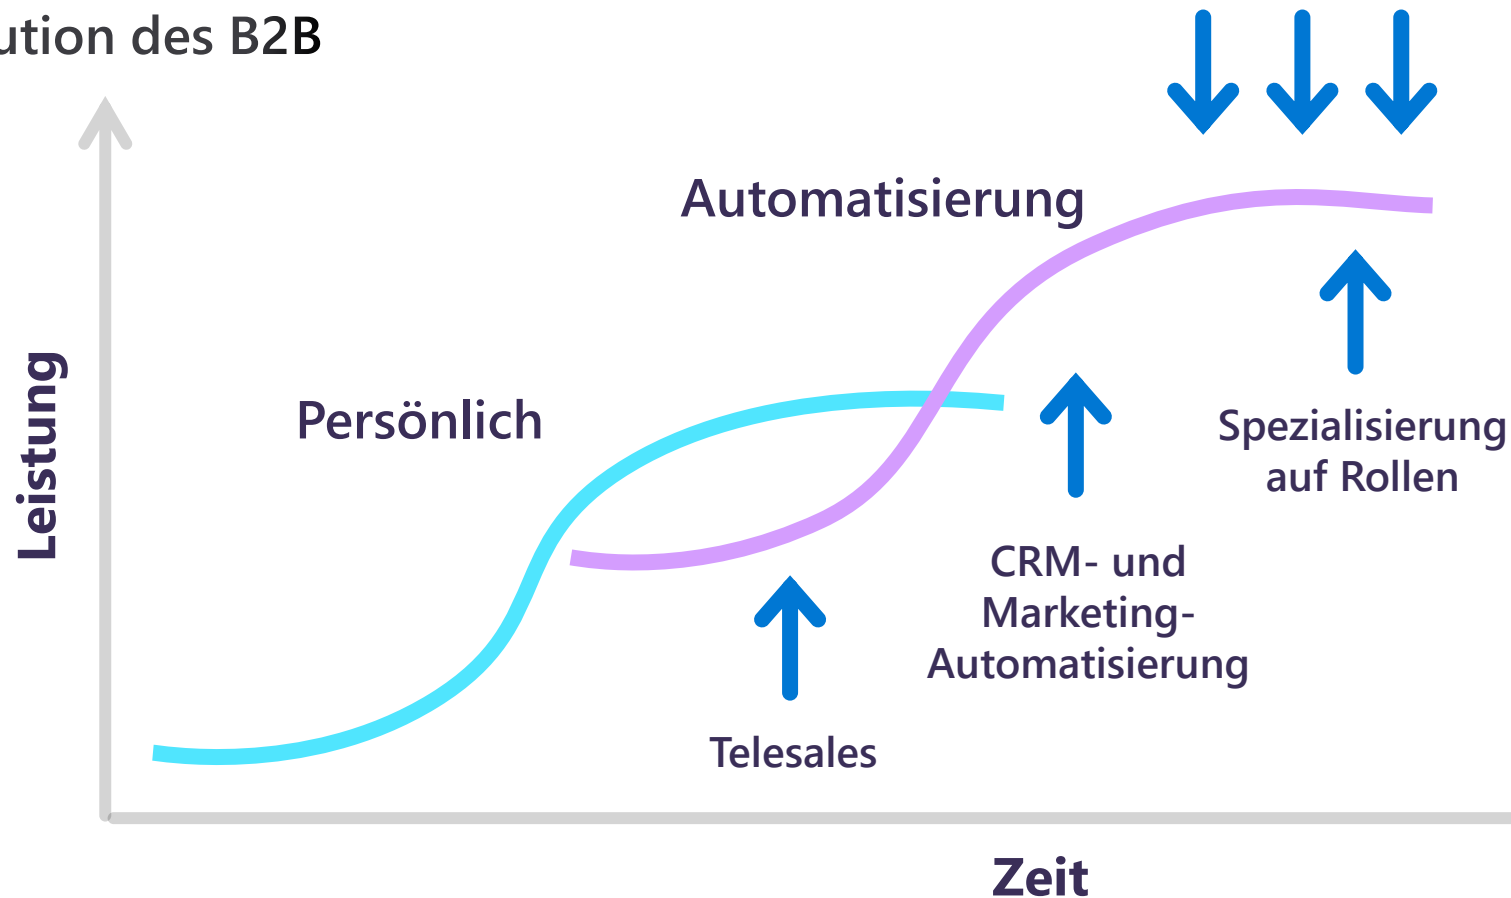 ution des B2B
Automatisierung
Persönlich
Leistung
Spezialisierung
auf Rollen
CRM- und
Marketing-
Automatisierung
Telesales
Zeit